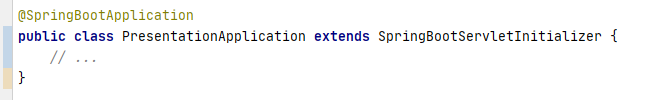 @SpringBootApplication
public class PresentationApplication extends SpringBootServletInitializer {
    // ...
}